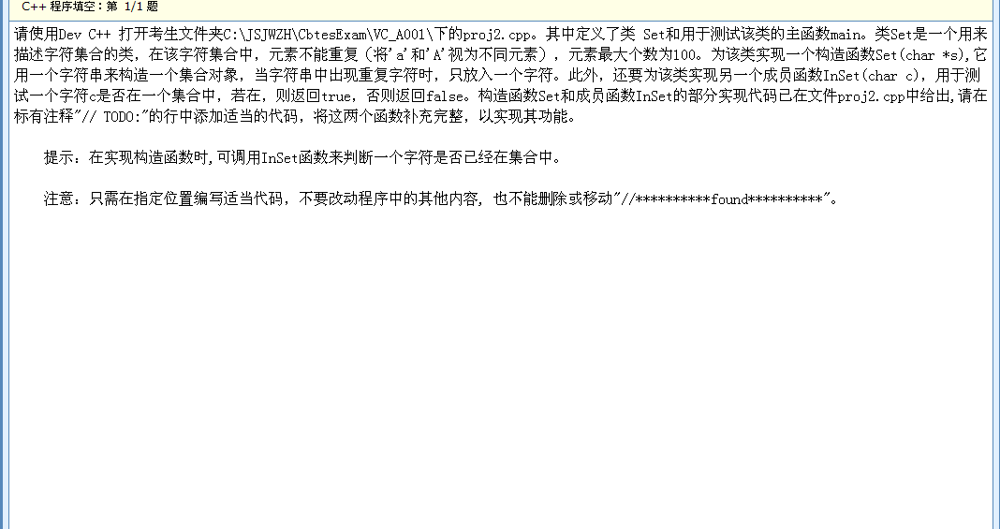 C++ 程序填空：第 1/1 题
请使用Dev C++ 打开考生文件夹C:\JSJWZH\CbtesExam\VC_A001\下的proj2.cpp。其中定义了类 Set和用于测试该类的主函数main。类Set是一个用来
描述字符集合的类，在该字符集合中，元素不能重复（将'a'和'A'视为不同元素）, 元素最大个数为100。为该类实现一个构造函数Set(char *s),它
用一个字符串来构造一个集合对象，当字符串中出现重复字符时，只放入一个字符。此外，还要为该类实现另一个成员函数InSet(char c)，用于测
试一个字符c是否在一个集合中，若在，则返回true，否则返回false。构造函数Set和成员函数InSet的部分实现代码已在文件proj2.cpp中给出,请在
标有注释"// TODO:"的行中添加适当的代码，将这两个函数补充完整，以实现其功能。
提示：在实现构造函数时,可调用InSet函数来判断一个字符是否已经在集合中。
注意：只需在指定位置编写适当代码，不要改动程序中的其他内容, 也不能删除或移动"//**********found**********"。